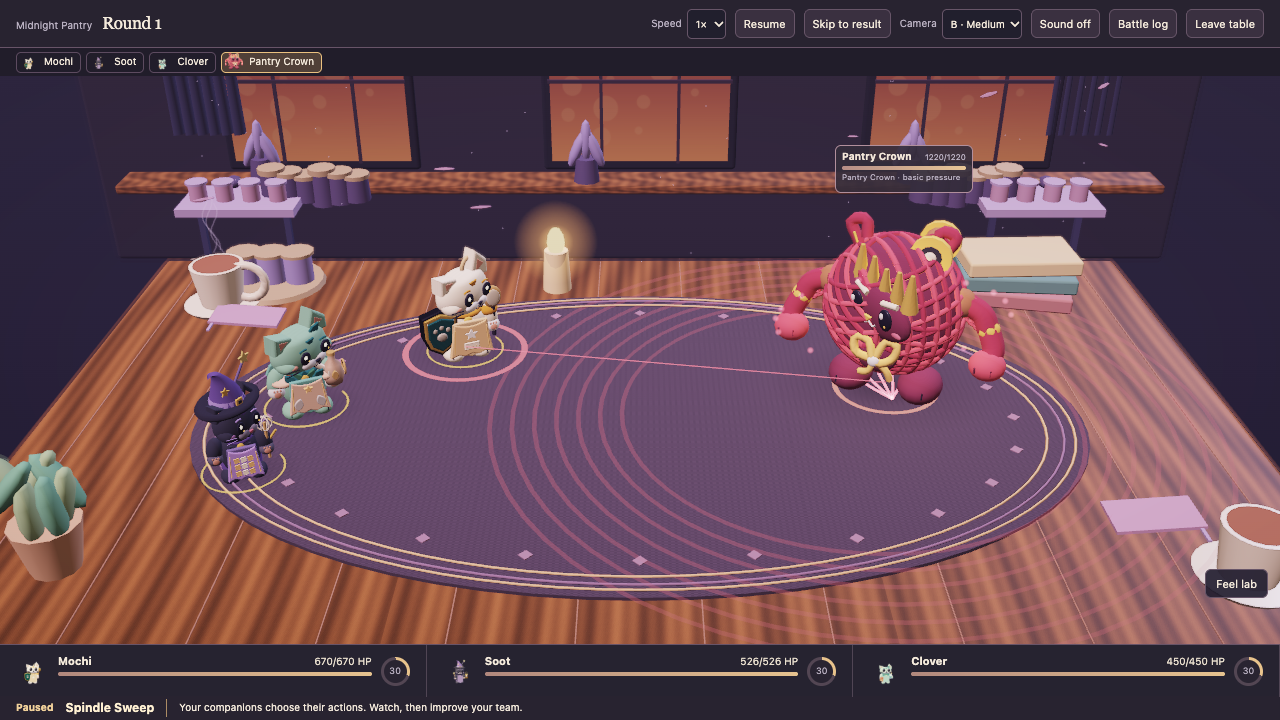 Midnight Pantry Round 1
Speed 1x Resume Skip to result Camera B · Medium Sound off Battle log Leave table
Mochi Soot Clover Pantry Crown
Pantry Crown 1220/1220
Pantry Crown · basic pressure
Feel lab
Mochi 670/670 HP 30
Soot 526/526 HP 30
Clover 450/450 HP 30
Paused Spindle Sweep Your companions choose their actions. Watch, then improve your team.